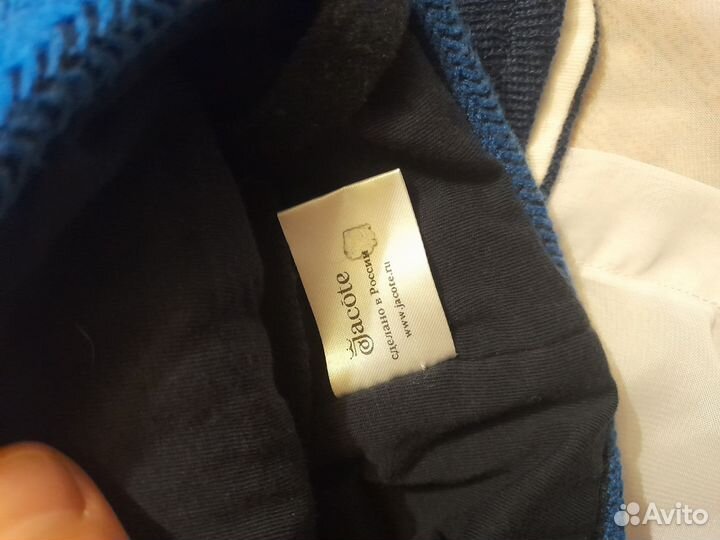 Jacote
сделано в России
www.jacote.ru
Avito